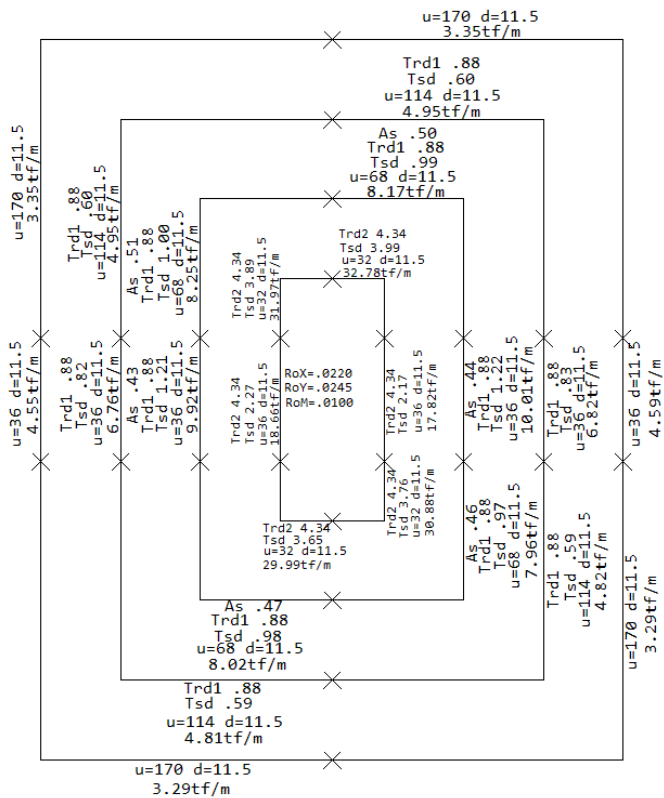 u=170 d=11.5
3.35tf/m
Trd1 .88
Tsd .60
u=114 d=11.5
4.95tf/m
As .50
Trd1 .88
Tsd .99
u=68 d=11.5
8.17tf/m
Trd2 4.34
Tsd 3.99
u=32 d=11.5
32.78tf/m
u=170 d=11.5
3.35tf/m
Trd1 .88
Tsd .60
u=114 d=11.5
4.95tf/m
As .51
Trd1 .88
Tsd 1.00
u=68 d=11.5
8.25tf/m
Trd2 4.34
Tsd 3.89
u=32 d=11.5
31.97tf/m
u=36 d=11.5
4.55tf/m
Trd1 .88
Tsd .82
u=36 d=11.5
6.76tf/m
As .43
Trd1 .88
Tsd 1.21
u=36 d=11.5
9.92tf/m
Trd2 4.34
Tsd 2.27
u=36 d=11.5
18.66tf/m
RoX=.0220
RoY=.0245
RoM=.0100
Trd2 4.34
Tsd 2.17
u=36 d=11.5
17.82tf/m
As .44
Trd1 .88
Tsd 1.22
u=36 d=11.5
10.01tf/m
Trd1 .88
Tsd .83
u=36 d=11.5
6.82tf/m
u=36 d=11.5
4.59tf/m
Trd2 4.34
Tsd 3.76
u=32 d=11.5
30.88tf/m
As .46
Trd1 .88
Tsd .97
u=68 d=11.5
7.96tf/m
Trd1 .88
Tsd .59
u=114 d=11.5
4.82tf/m
u=170 d=11.5
3.29tf/m
Trd2 4.34
Tsd 3.65
u=32 d=11.5
29.99tf/m
As .47
Trd1 .88
Tsd .98
u=68 d=11.5
8.02tf/m
Trd1 .88
Tsd .59
u=114 d=11.5
4.81tf/m
u=170 d=11.5
3.29tf/m